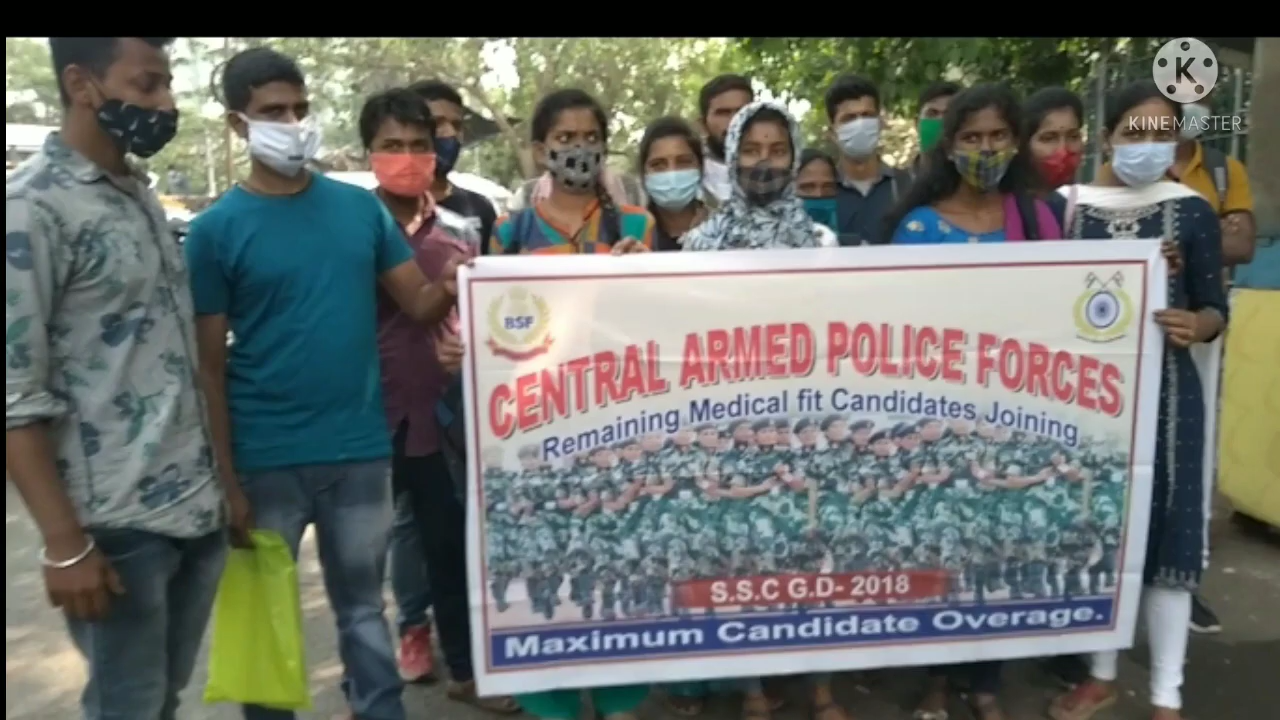 K
KINEMASTER
BSF
CENTRAL ARMED POLICE FORCES
Remaining Medical fit Candidates Joining
S.S.C G.D- 2018
Maximum Candidate Overage.